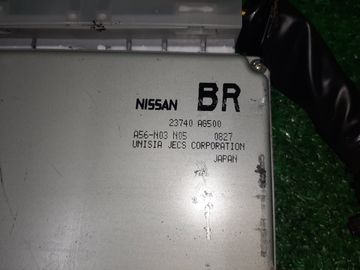 NISSAN BR
23740 AG500
A56-N03 N05 0827
UNISIA JECS CORPORATION
JAPAN